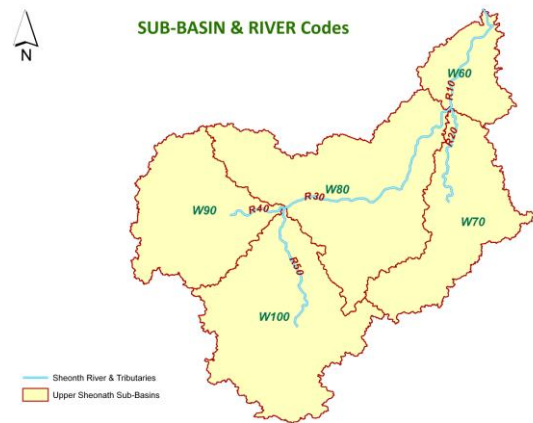 SUB-BASIN & RIVER Codes
N
W60
R10
R20
W80
R30
W90
R40
W70
R50
W100
Sheonth River & Tributaries
Upper Sheonath Sub-Basins